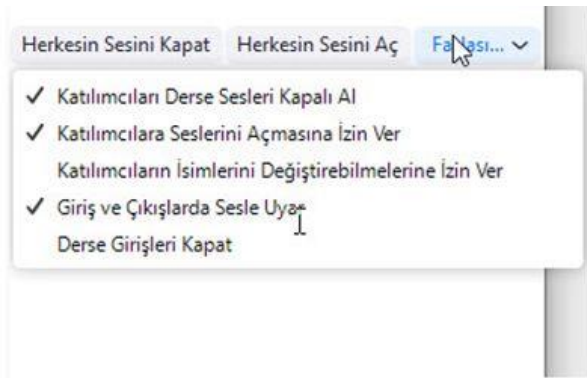 Herkesin Sesini Kapat Herkesin Sesini Aç Fazlası...
Katılımcıları Derse Sesleri Kapalı Al
Katılımcılara Seslerini Açmasına İzin Ver
Katılımcıların İsimlerini Değiştirebilmelerine İzin Ver
Giriş ve Çıkışlarda Sesle Uyar
Derse Girişleri Kapat